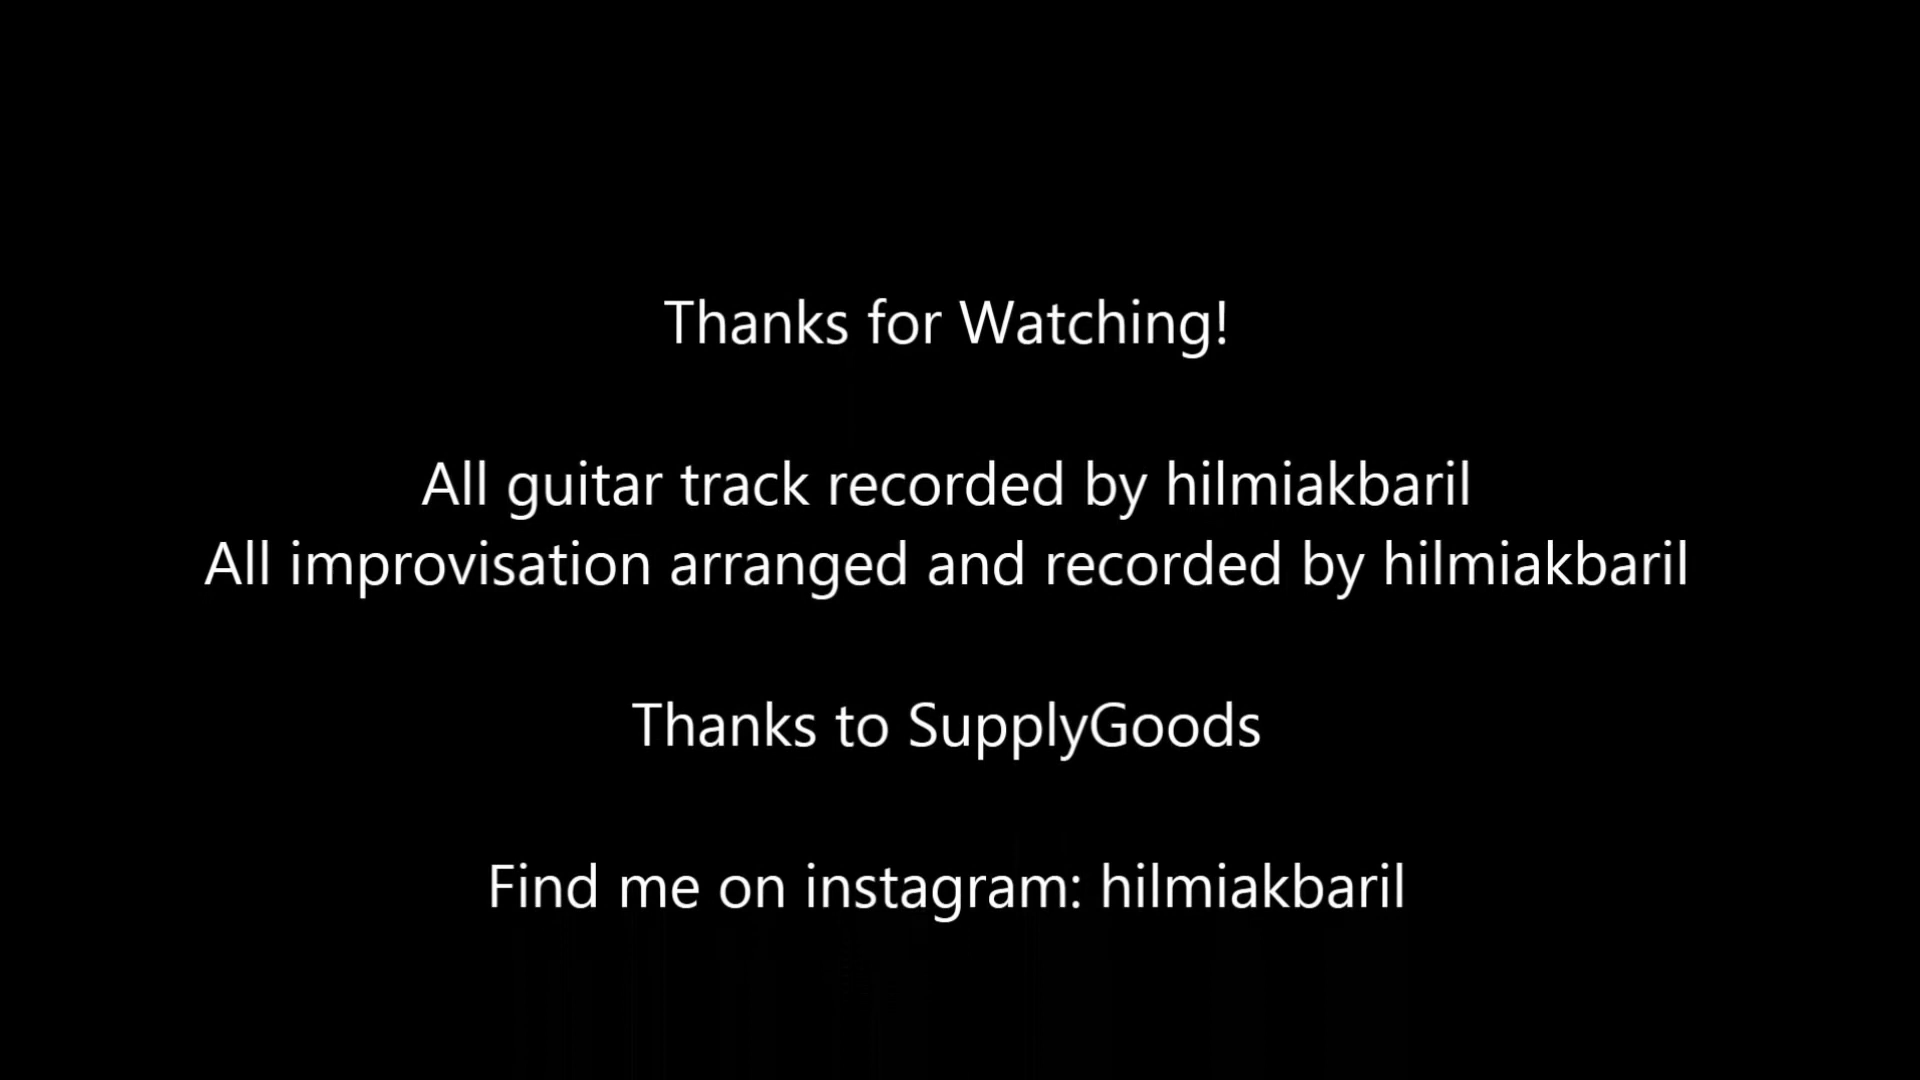 Thanks for Watching!
All guitar track recorded by hilmiakbaril
All improvisation arranged and recorded by hilmiakbaril
Thanks to SupplyGoods
Find me on instagram: hilmiakbaril